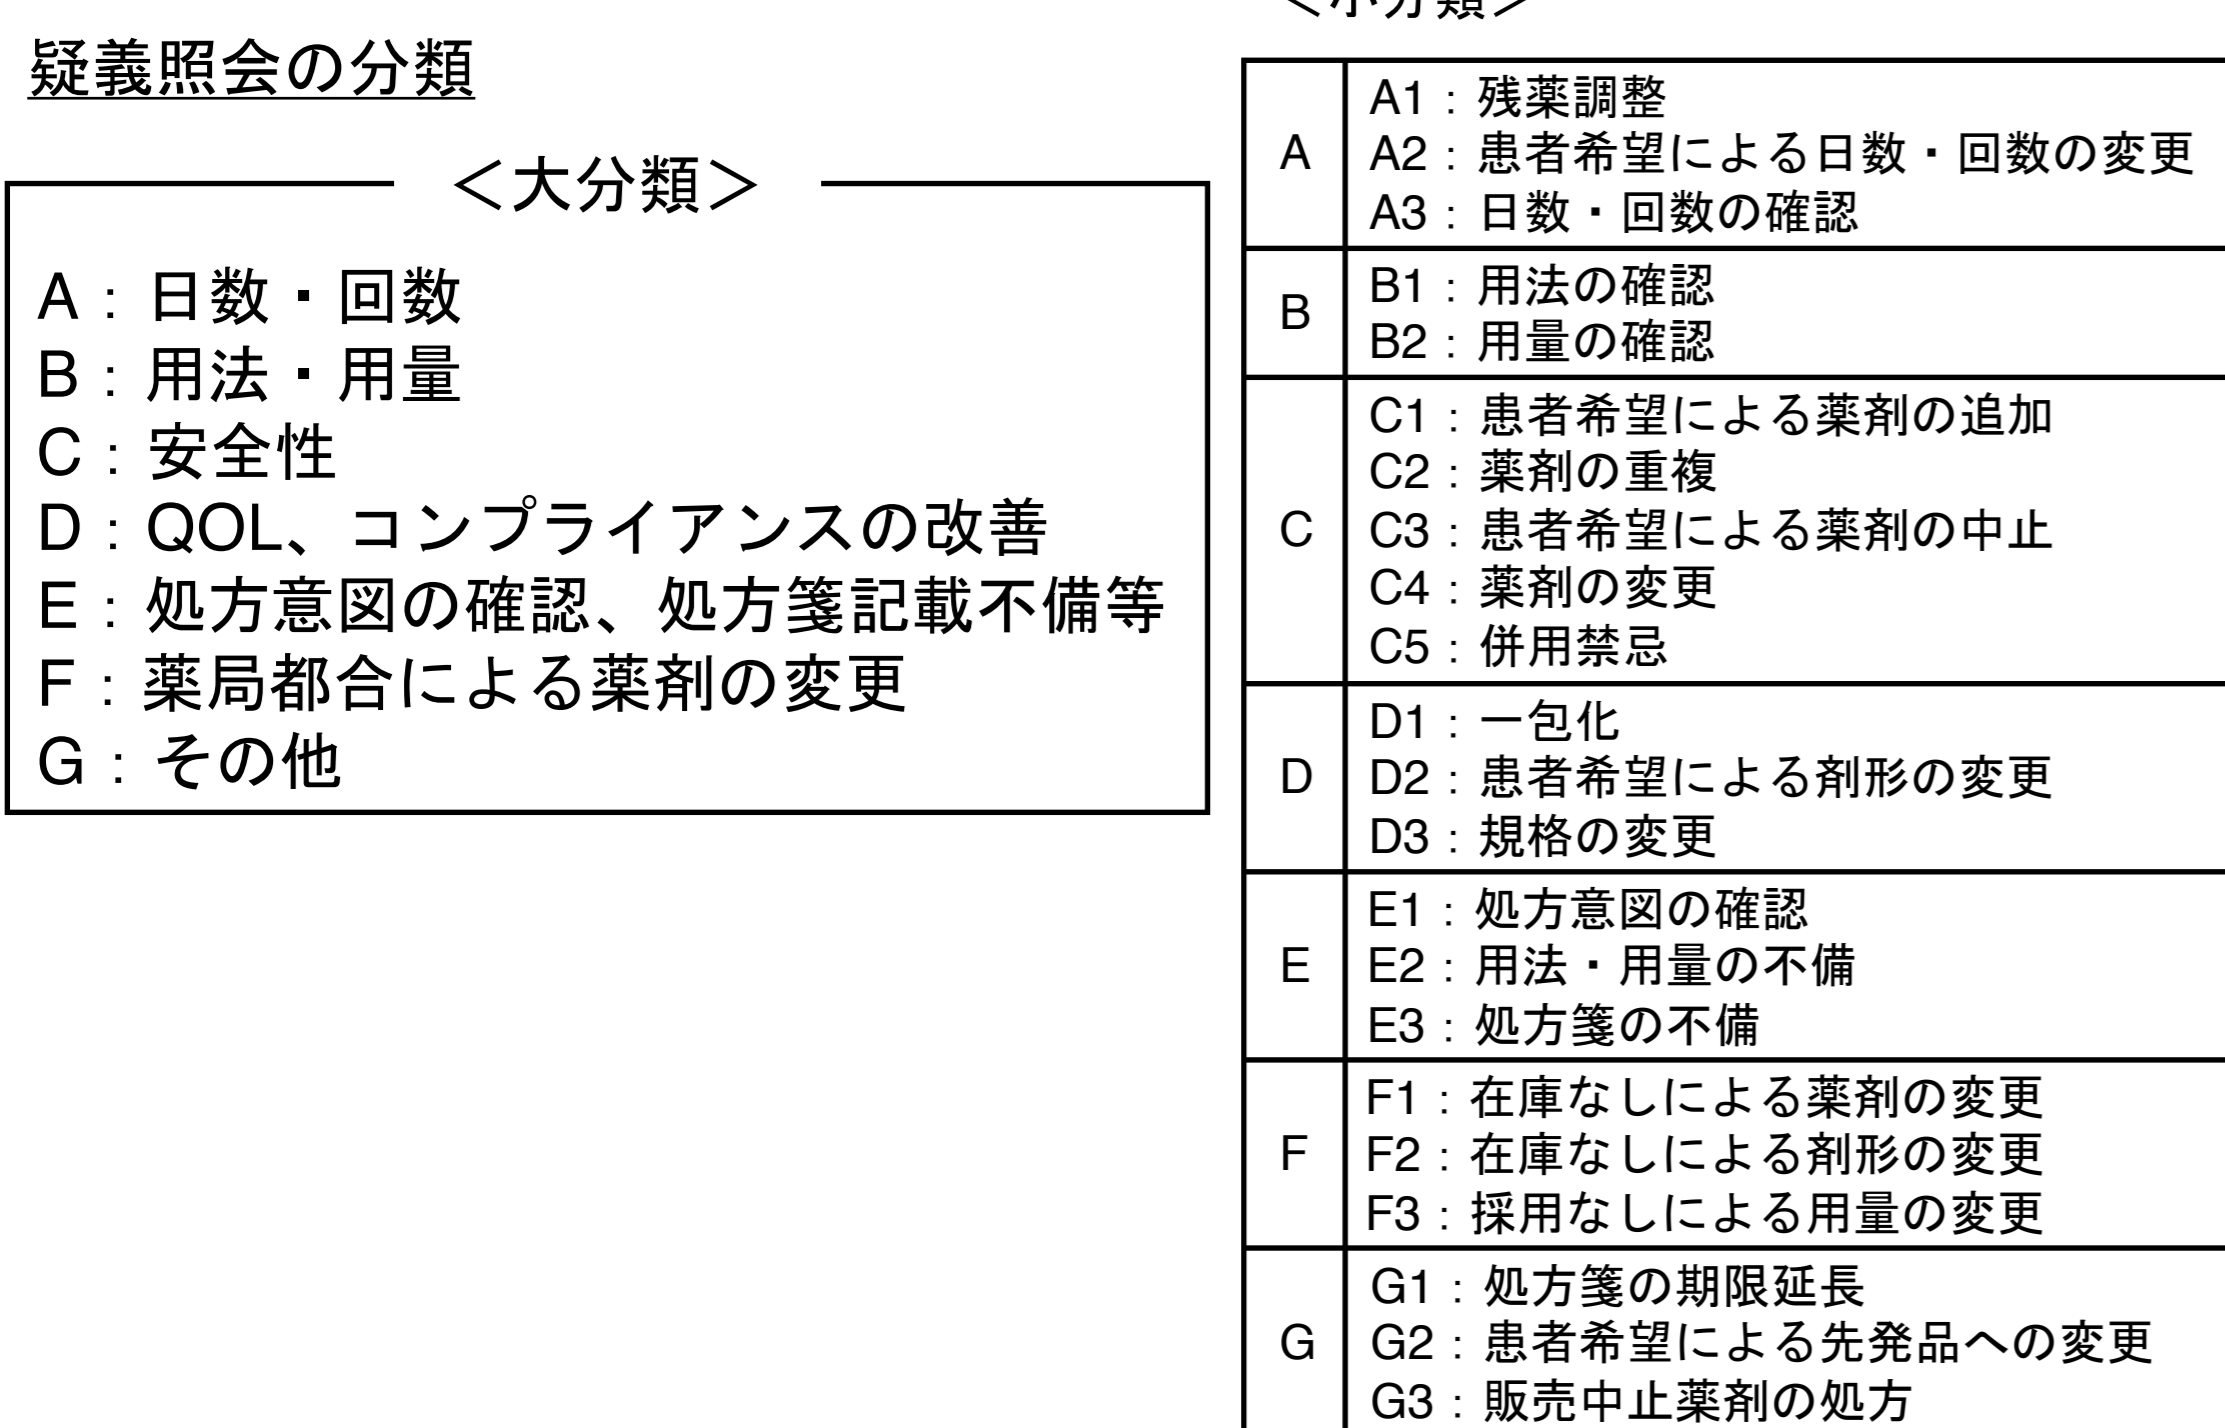 疑義照会の分類
＜大分類＞
A：日数・回数
B：用法・用量
C：安全性
D：QOL、コンプライアンスの改善
E：処方意図の確認、処方箋記載不備等
F：薬局都合による薬剤の変更
G：その他
＜小分類＞
A
A1：残薬調整
A2：患者希望による日数・回数の変更
A3：日数・回数の確認
B
B1：用法の確認
B2：用量の確認
C
C1：患者希望による薬剤の追加
C2：薬剤の重複
C3：患者希望による薬剤の中止
C4：薬剤の変更
C5：併用禁忌
D
D1：一包化
D2：患者希望による剤形の変更
D3：規格の変更
E
E1：処方意図の確認
E2：用法・用量の不備
E3：処方箋の不備
F
F1：在庫なしによる薬剤の変更
F2：在庫なしによる剤形の変更
F3：採用なしによる用量の変更
G
G1：処方箋の期限延長
G2：患者希望による先発品への変更
G3：販売中止薬剤の処方